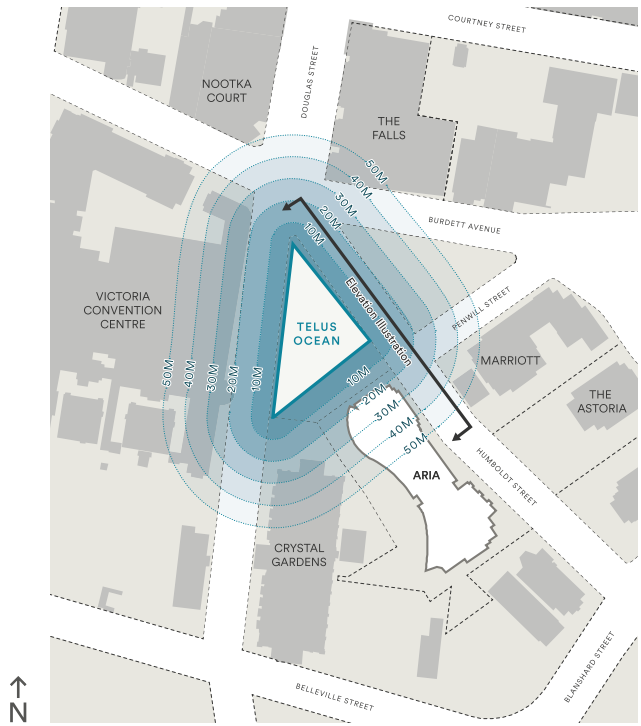 COURTNEY STREET
NOOTKA
COURT
DOUGLAS STREET
THE
FALLS
50M
40M
30M
20M
10M
BURDETT AVENUE
Elevation Illustration
PENWILL STREET
VICTORIA
CONVENTION
CENTRE
TELUS
OCEAN
MARRIOTT
THE
ASTORIA
50M
40M
30M
20M
10M
10M
20M
30M
40M
50M
ARIA
HUMBOLDT STREET
CRYSTAL
GARDENS
BLANSHARD STREET
BELLEVILLE STREET
N